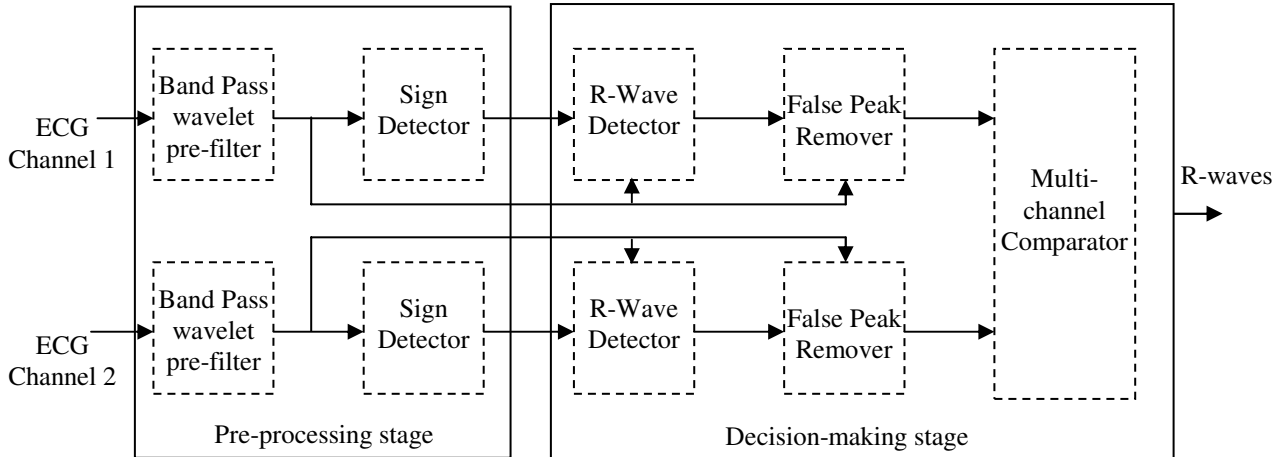 ECG
Channel 1
Band Pass
wavelet
pre-filter
Sign
Detector
R-Wave
Detector
False Peak
Remover
Multi-
channel
Comparator
R-waves
ECG
Channel 2
Band Pass
wavelet
pre-filter
Sign
Detector
R-Wave
Detector
False Peak
Remover
Pre-processing stage
Decision-making stage